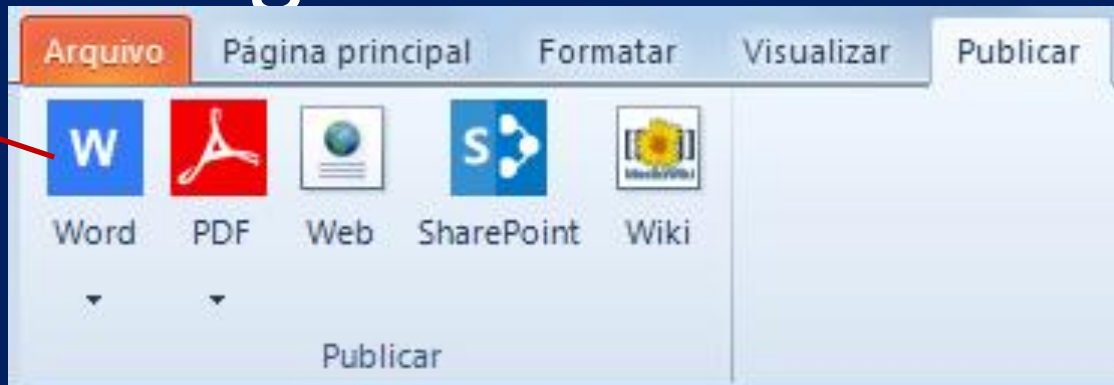 Arquivo Página principal Formatar Visualizar Publicar
W S
Word PDF Web SharePoint Wiki
Publicar